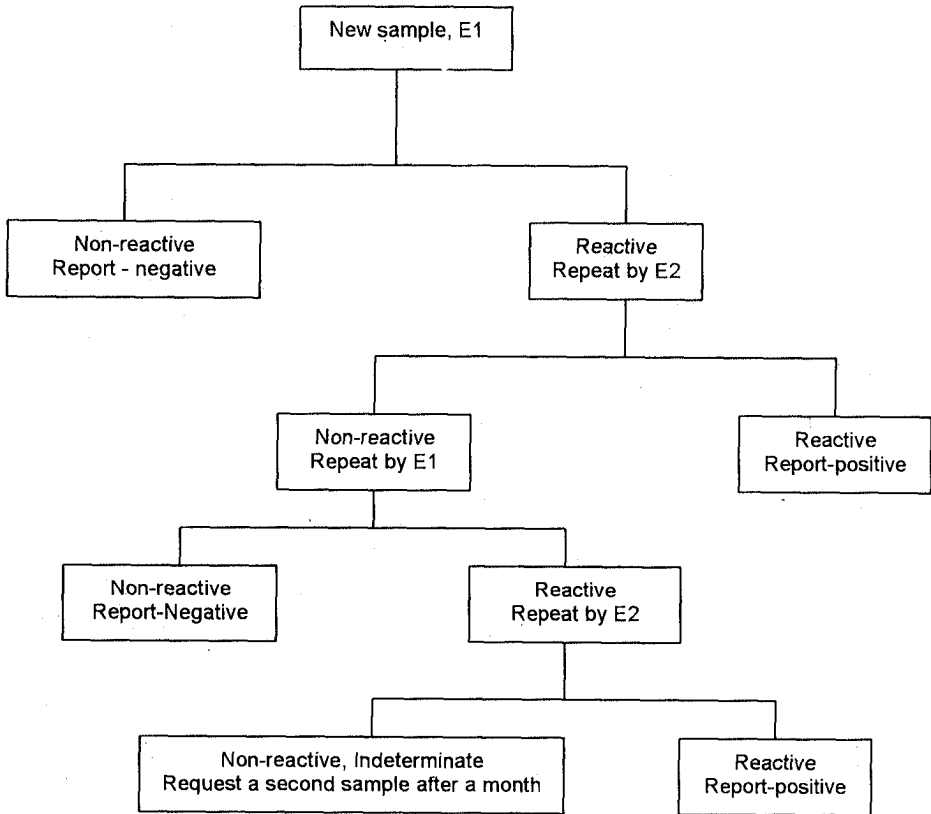 New sample, E1
Non-reactive
Report - negative
Reactive
Repeat by E2
Non-reactive
Repeat by E1
Reactive
Report-positive
Non-reactive
Report-Negative
Reactive
Repeat by E2
Non-reactive, Indeterminate
Request a second sample after a month
Reactive
Report-positive